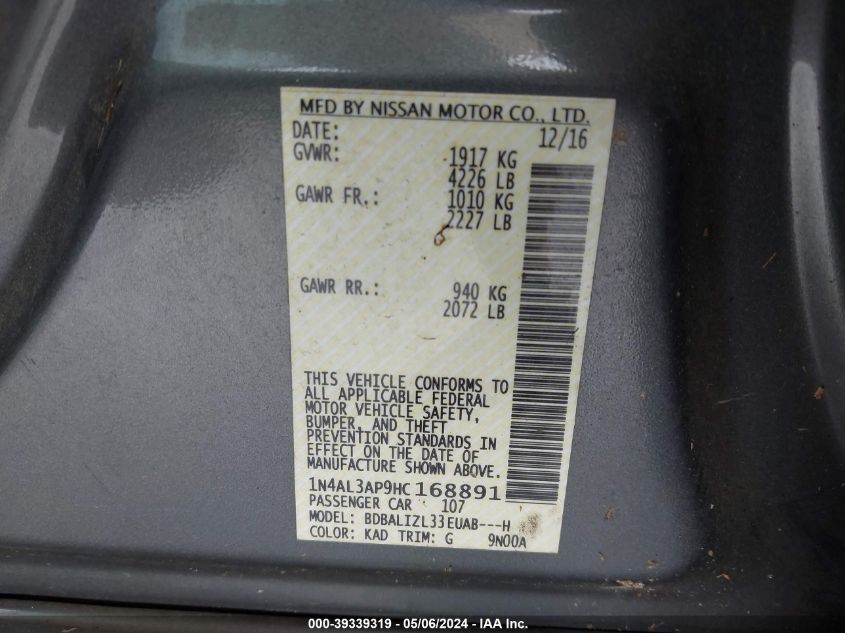 MFD BY NISSAN MOTOR CO., LTD.
DATE: 12/16
GVWR: 1917 KG
4226 LB
GAWR FR.: 1010 KG
2227 LB
GAWR RR.: 940 KG
2072 LB
THIS VEHICLE CONFORMS TO
ALL APPLICABLE FEDERAL
MOTOR VEHICLE SAFETY,
BUMPER, AND THEFT
PREVENTION STANDARDS IN
EFFECT ON THE DATE OF
MANUFACTURE SHOWN ABOVE.
1N4AL3AP9HC168891
PASSENGER CAR 107
MODEL: BDBALIZL33EUAB---H
COLOR: KAD TRIM: G 9N00A
000-39339319 - 05/06/2024 - IAA Inc.